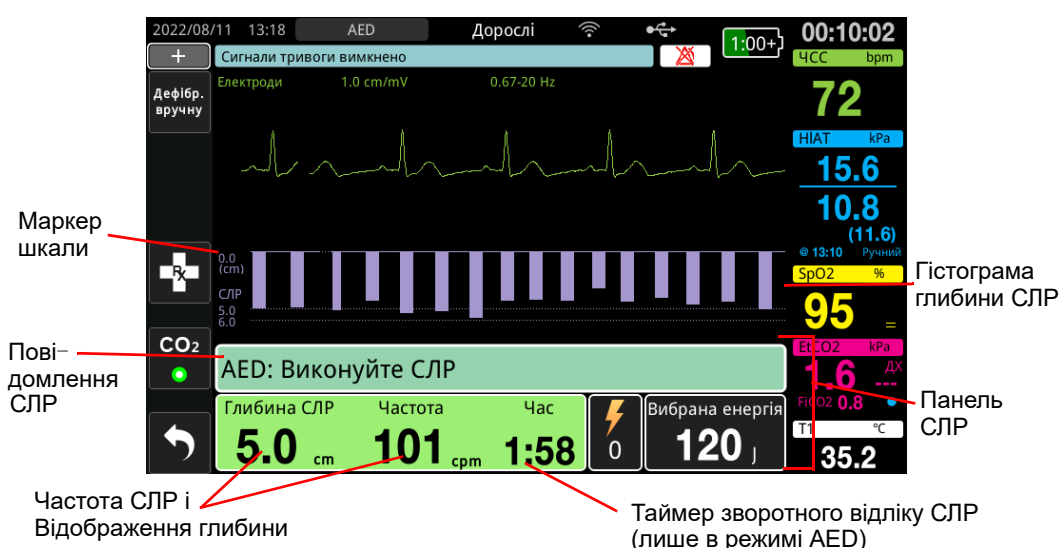 2022/08/11 13:18 AED Дорослі 1:00+ 00:10:02
+ Сигнали тривоги вимкнено
ЧСС bpm
72
Дефібр.
вручну
Електроди 1.0 cm/mV 0.67-20 Hz
НІАТ kPa
15.6
10.8
(11.6)
@ 13:10 Ручний
Маркер
шкали
0.0
(cm)
СЛР
5.0
6.0
Rx
SpO2 %
95
=
Гістограма
глибини СЛР
CO2
EtCO2 kPa
1.6 ДХ
---
FiCO2 0.8
Пові-
домлення
СЛР
AED: Виконуйте СЛР
Панель
СЛР
Глибина СЛР Частота Час
5.0 cm 101 cpm 1:58
0
Вибрана енергія
120 J
T1 °C
35.2
Частота СЛР і
Відображення глибини
Таймер зворотного відліку СЛР
(лише в режимі AED)